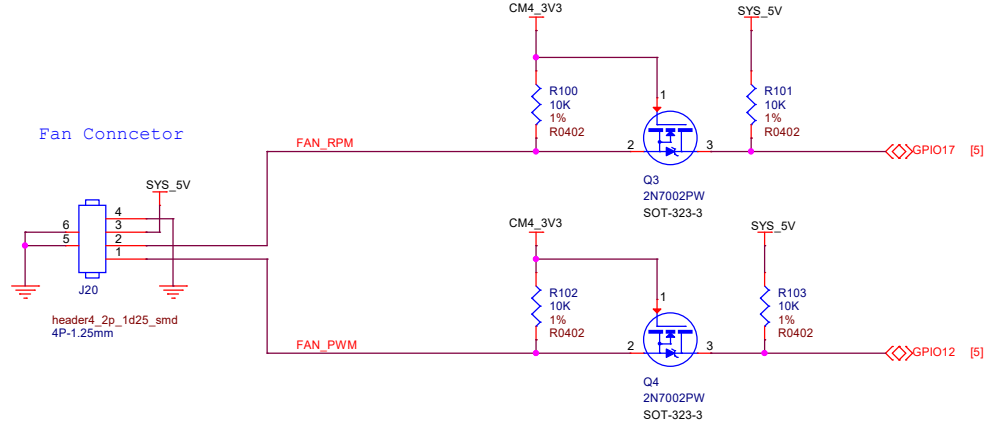 CM4_3V3
SYS_5V
1
R100
10K
1%
R0402
R101
10K
1%
R0402
Fan Conncetor
FAN_RPM
2
3
GPIO17 [5]
Q3
2N7002PW
SOT-323-3
SYS_5V
4
3
2
1
6
5
J20
header4_2p_1d25_smd
4P-1.25mm
CM4_3V3
SYS_5V
1
R102
10K
1%
R0402
R103
10K
1%
R0402
FAN_PWM
2
3
GPIO12 [5]
Q4
2N7002PW
SOT-323-3